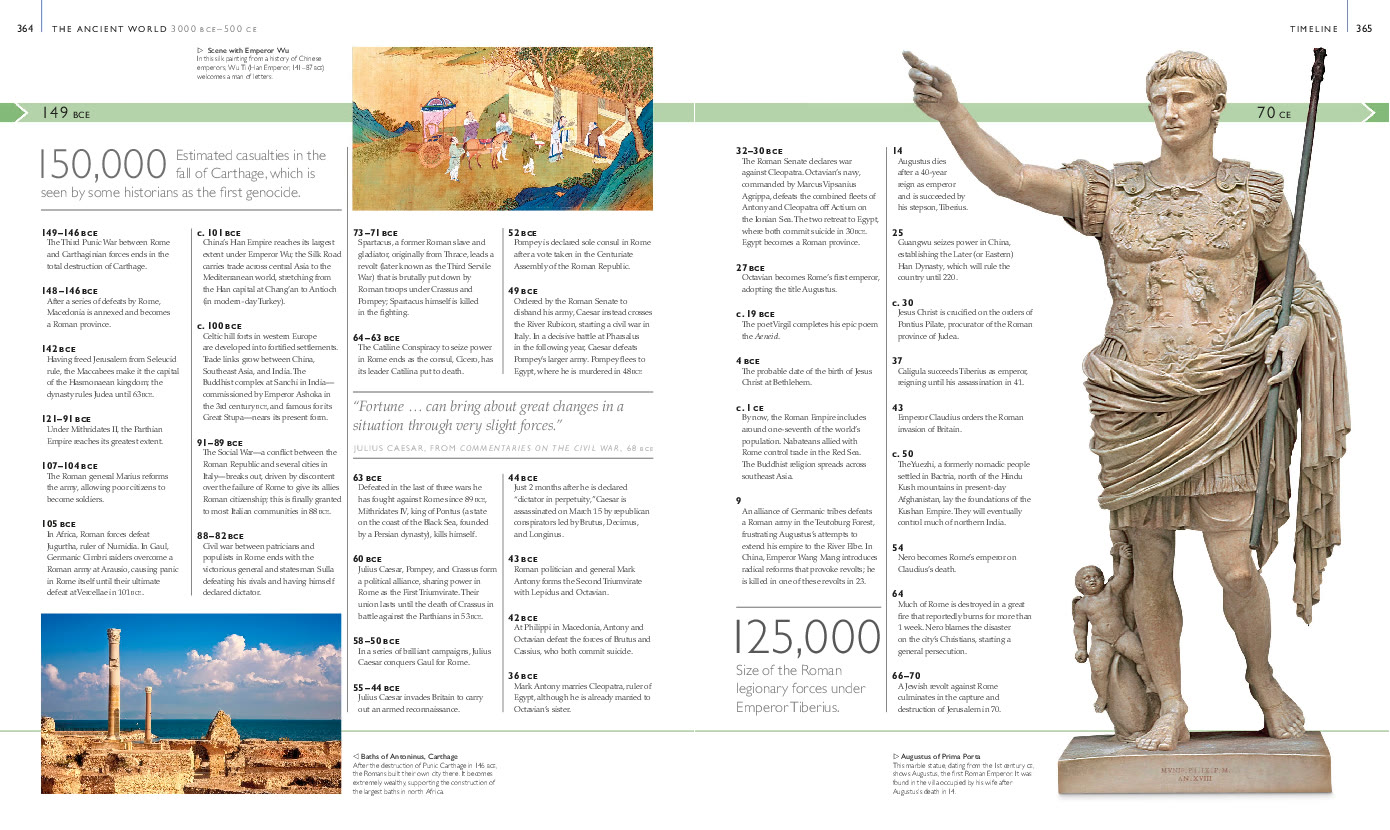 364
THE ANCIENT WORLD 3000 BCE–500 CE
▷ Scene with Emperor Wu
In this silk painting from a history of Chinese
emperors, Wu Ti (Han Emperor, 141–87 BCE)
welcomes a man of letters.
149 BCE
150,000 Estimated casualties in the
fall of Carthage, which is
seen by some historians as the first genocide.
149–146 BCE
The Third Punic War between Rome
and Carthaginian forces ends in the
total destruction of Carthage.
148–146 BCE
After a series of defeats by Rome,
Macedonia is annexed and becomes
a Roman province.
142 BCE
Having freed Jerusalem from Seleucid
rule, the Maccabees make it the capital
of the Hasmonaean kingdom; the
dynasty rules Judea until 63 BCE.
121–91 BCE
Under Mithridates II, the Parthian
Empire reaches its greatest extent.
107–104 BCE
The Roman general Marius reforms
the army, allowing poor citizens to
become soldiers.
105 BCE
In Africa, Roman forces defeat
Jugurtha, ruler of Numidia. In Gaul,
Germanic Cimbri raiders overcome a
Roman army at Arausio, causing panic
in Rome itself until their ultimate
defeat at Vercellae in 101 BCE.
c. 101 BCE
China's Han Empire reaches its largest
extent under Emperor Wu; the Silk Road
carries trade across central Asia to the
Mediterranean world, stretching from
the Han capital at Chang'an to Antioch
(in modern-day Turkey).
c. 100 BCE
Celtic hill forts in western Europe
are developed into fortified settlements.
Trade links grow between China,
Southeast Asia, and India. The
Buddhist complex at Sanchi in India—
commissioned by Emperor Ashoka in
the 3rd century BCE, and famous for its
Great Stupa—nears its present form.
91–89 BCE
The Social War—a conflict between the
Roman Republic and several cities in
Italy—breaks out, driven by discontent
over the failure of Rome to give its allies
Roman citizenship; this is finally granted
to most Italian communities in 88 BCE.
88–82 BCE
Civil war between patricians and
populists in Rome ends with the
victorious general and statesman Sulla
defeating his rivals and having himself
declared dictator.
73–71 BCE
Spartacus, a former Roman slave and
gladiator, originally from Thrace, leads a
revolt (later known as the Third Servile
War) that is brutally put down by
Roman troops under Crassus and
Pompey; Spartacus himself is killed
in the fighting.
64–63 BCE
The Catiline Conspiracy to seize power
in Rome ends as the consul, Cicero, has
its leader Catilina put to death.
52 BCE
Pompey is declared sole consul in Rome
after a vote taken in the Centuriate
Assembly of the Roman Republic.
49 BCE
Ordered by the Roman Senate to
disband his army, Caesar instead crosses
the River Rubicon, starting a civil war in
Italy. In a decisive battle at Pharsalus
in the following year, Caesar defeats
Pompey's larger army. Pompey flees to
Egypt, where he is murdered in 48 BCE.
"Fortune … can bring about great changes in a
situation through very slight forces."
JULIUS CAESAR, FROM COMMENTARIES ON THE CIVIL WAR, 68 BCE
63 BCE
Defeated in the last of three wars he
has fought against Rome since 89 BCE,
Mithridates IV, king of Pontus (a state
on the coast of the Black Sea, founded
by a Persian dynasty), kills himself.
60 BCE
Julius Caesar, Pompey, and Crassus form
a political alliance, sharing power in
Rome as the First Triumvirate. Their
union lasts until the death of Crassus in
battle against the Parthians in 53 BCE.
58–50 BCE
In a series of brilliant campaigns, Julius
Caesar conquers Gaul for Rome.
55–44 BCE
Julius Caesar invades Britain to carry
out an armed reconnaissance.
44 BCE
Just 2 months after he is declared
"dictator in perpetuity," Caesar is
assassinated on March 15 by republican
conspirators led by Brutus, Decimus,
and Longinus.
43 BCE
Roman politician and general Mark
Antony forms the Second Triumvirate
with Lepidus and Octavian.
42 BCE
At Philippi in Macedonia, Antony and
Octavian defeat the forces of Brutus and
Cassius, who both commit suicide.
36 BCE
Mark Antony marries Cleopatra, ruler of
Egypt, although he is already married to
Octavian's sister.
◁ Baths of Antoninus, Carthage
After the destruction of Punic Carthage in 146 BCE,
the Romans built their own city there. It becomes
extremely wealthy, supporting the construction of
the largest baths in north Africa.
TIMELINE
365
70 CE
32–30 BCE
The Roman Senate declares war
against Cleopatra. Octavian's navy,
commanded by Marcus Vipsanius
Agrippa, defeats the combined fleets of
Antony and Cleopatra off Actium on
the Ionian Sea. The two retreat to Egypt,
where both commit suicide in 30 BCE.
Egypt becomes a Roman province.
27 BCE
Octavian becomes Rome's first emperor,
adopting the title Augustus.
c. 19 BCE
The poet Virgil completes his epic poem
the Aeneid.
4 BCE
The probable date of the birth of Jesus
Christ at Bethlehem.
c. 1 CE
By now, the Roman Empire includes
around one-seventh of the world's
population. Nabateans allied with
Rome control trade in the Red Sea.
The Buddhist religion spreads across
southeast Asia.
9
An alliance of Germanic tribes defeats
a Roman army in the Teutoburg Forest,
frustrating Augustus's attempts to
extend his empire to the River Elbe. In
China, Emperor Wang Mang introduces
radical reforms that provoke revolts; he
is killed in one of these revolts in 23.
125,000
Size of the Roman
legionary forces under
Emperor Tiberius.
14
Augustus dies
after a 40-year
reign as emperor
and is succeeded by
his stepson, Tiberius.
25
Guangwu seizes power in China,
establishing the Later (or Eastern)
Han Dynasty, which will rule the
country until 220.
c. 30
Jesus Christ is crucified on the orders of
Pontius Pilate, procurator of the Roman
province of Judea.
37
Caligula succeeds Tiberius as emperor,
reigning until his assassination in 41.
43
Emperor Claudius orders the Roman
invasion of Britain.
c. 50
The Yuezhi, a formerly nomadic people
settled in Bactria, north of the Hindu
Kush mountains in present-day
Afghanistan, lay the foundations of the
Kushan Empire. They will eventually
control much of northern India.
54
Nero becomes Rome's emperor on
Claudius's death.
64
Much of Rome is destroyed in a great
fire that reportedly burns for more than
1 week. Nero blames the disaster
on the city's Christians, starting a
general persecution.
66–70
A Jewish revolt against Rome
culminates in the capture and
destruction of Jerusalem in 70.
▷ Augustus of Prima Porta
This marble statue, dating from the 1st century CE,
shows Augustus, the first Roman Emperor. It was
found in the villa occupied by his wife after
Augustus's death in 14.
AN. XVIII